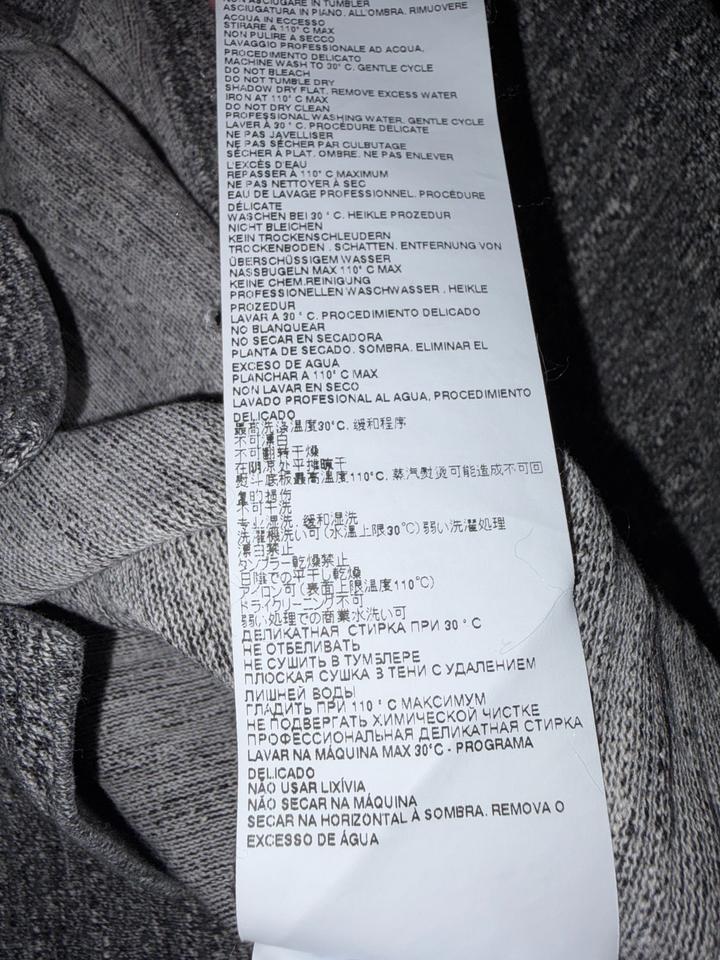 NON ASCIUGARE IN TUMBLER
ASCIUGATURA IN PIANO. ALL'OMBRA. RIMUOVERE
ACQUA IN ECCESSO
STIRARE A 110° C MAX
NON PULIRE A SECCO
LAVAGGIO PROFESSIONALE AD ACQUA,
PROCEDIMENTO DELICATO
MACHINE WASH TO 30° C. GENTLE CYCLE
DO NOT BLEACH
DO NOT TUMBLE DRY
SHADOW DRY FLAT. REMOVE EXCESS WATER
IRON AT 110° C MAX
DO NOT DRY CLEAN
PROFESSIONAL WASHING WATER. GENTLE CYCLE
LAVER À 30° C. PROCÉDURE DELICATE
NE PAS JAVELLISER
NE PAS SÉCHER PAR CULBUTAGE
SÉCHER À PLAT. OMBRE. NE PAS ENLEVER
L'EXCÈS D'EAU
REPASSER À 110° C MAXIMUM
NE PAS NETTOYER À SEC
EAU DE LAVAGE PROFESSIONNEL. PROCÉDURE
DÉLICATE
WASCHEN BEI 30° C. HEIKLE PROZEDUR
NICHT BLEICHEN
KEIN TROCKENSCHLEUDERN
TROCKENBODEN . SCHATTEN. ENTFERNUNG VON
ÜBERSCHÜSSIGEM WASSER
NASSBUGELN MAX 110° C MAX
KEINE CHEM.REINIGUNG
PROFESSIONELLEN WASCHWASSER . HEIKLE
PROZEDUR
LAVAR A 30° C. PROCEDIMIENTO DELICADO
NO BLANQUEAR
NO SECAR EN SECADORA
PLANTA DE SECADO. SOMBRA. ELIMINAR EL
EXCESO DE AGUA
PLANCHAR A 110° C MAX
NON LAVAR EN SECO
LAVADO PROFESIONAL AL AGUA, PROCEDIMIENTO
DELICADO
最高洗涤温度30°C. 缓和程序
不可漂白
不可翻转干燥
在阴凉处平摊晾干
熨斗底板最高温度110°C. 蒸汽熨烫可能造成不可回
复的损伤
不可干洗
专业湿洗. 缓和湿洗
洗濯機洗い可(水温上限30℃)弱い洗濯処理
漂白禁止
タンブラー乾燥禁止
日陰での平干し乾燥
アイロン可(表面上限温度110℃)
ドライクリーニング不可
弱い処理での商業水洗い可
ДЕЛИКАТНАЯ СТИРКА ПРИ 30° C
НЕ ОТБЕЛИВАТЬ
НЕ СУШИТЬ В ТУМБЛЕРЕ
ПЛОСКАЯ СУШКА В ТЕНИ С УДАЛЕНИЕМ
ЛИШНЕЙ ВОДЫ
ГЛАДИТЬ ПРИ 110° C МАКСИМУМ
НЕ ПОДВЕРГАТЬ ХИМИЧЕСКОЙ ЧИСТКЕ
ПРОФЕССИОНАЛЬНАЯ ДЕЛИКАТНАЯ СТИРКА
LAVAR NA MÁQUINA MAX 30°C - PROGRAMA
DELICADO
NÃO USAR LIXÍVIA
NÃO SECAR NA MÁQUINA
SECAR NA HORIZONTAL À SOMBRA. REMOVA O
EXCESSO DE ÁGUA